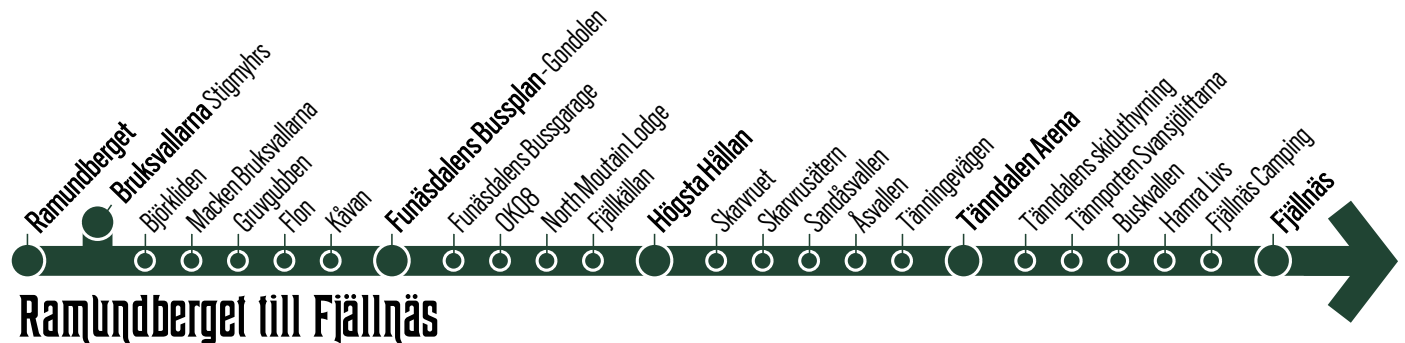 Ramundberget
Bruksvallarna Stigmyhrs
Björkliden
Macken Bruksvallarna
Gruvgubben
Flon
Kåvan
Funäsdalens Bussplan - Gondolen
Funäsdalens Bussgarage
OKQ8
North Moutain Lodge
Fjällkällan
Högsta Hållan
Skarvruet
Skarvrusätern
Sandåsvallen
Åsvallen
Tänningevägen
Tänndalen Arena
Tänndalens skiduthyrning
Tännporten Svansjöliftarna
Buskvallen
Hamra Livs
Fjällnäs Camping
Fjällnäs
Ramundberget till Fjällnäs